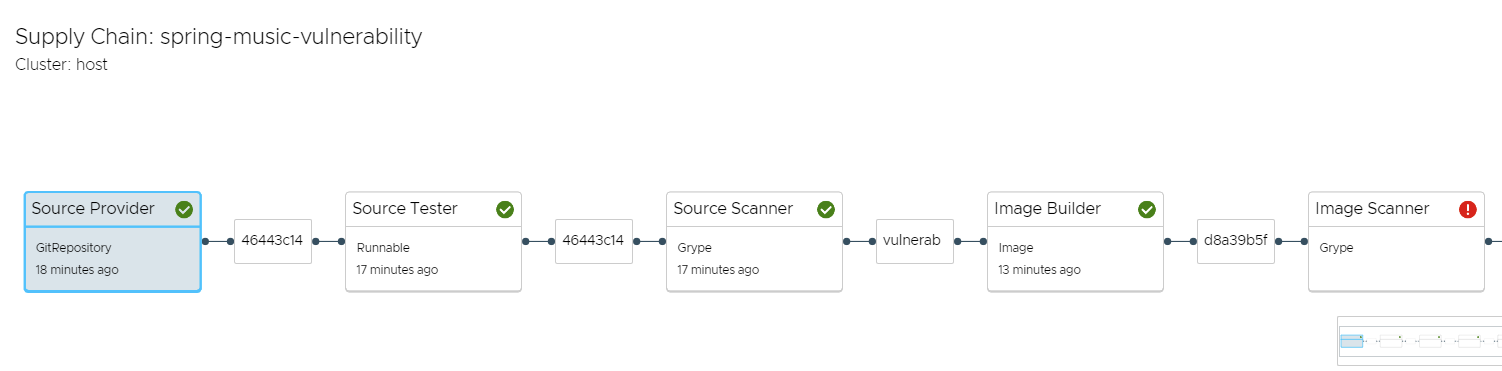 Supply Chain: spring-music-vulnerability
Cluster: host
Source Provider
GitRepository
18 minutes ago
46443c14
Source Tester
Runnable
17 minutes ago
46443c14
Source Scanner
Grype
17 minutes ago
vulnerab
Image Builder
Image
13 minutes ago
d8a39b5f
Image Scanner
Grype